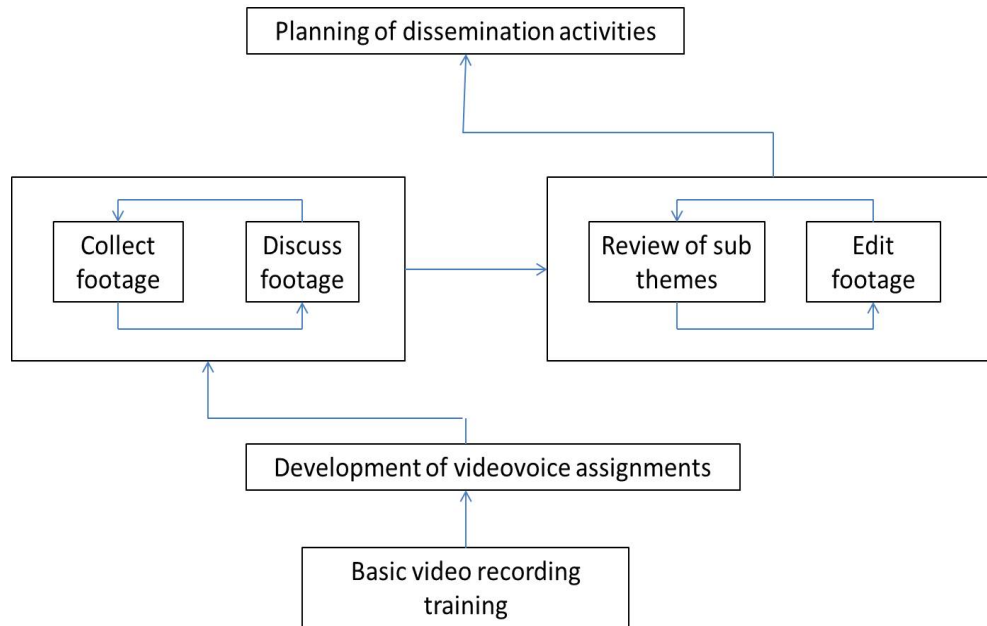 Planning of dissemination activities
Collect
footage
Discuss
footage
Review of sub
themes
Edit
footage
Development of videovoice assignments
Basic video recording
training